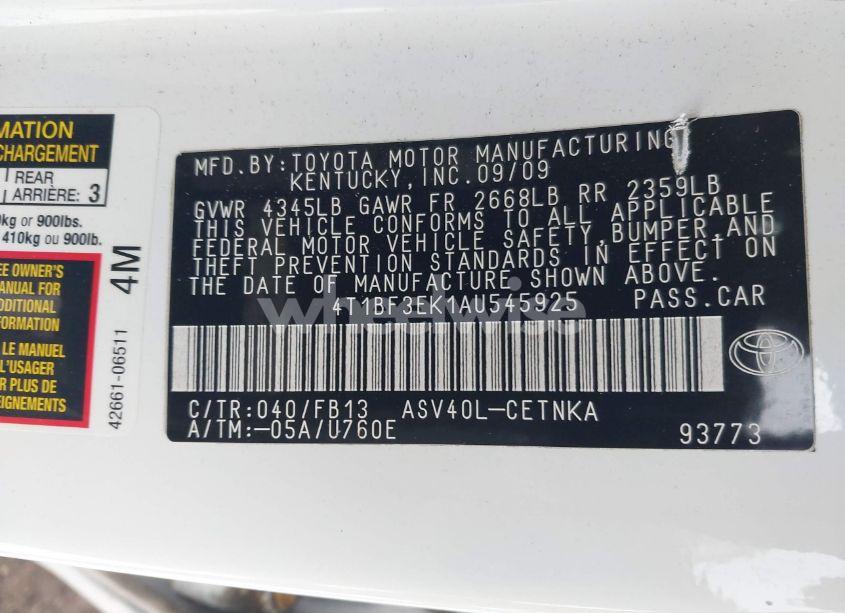 MATION
CHARGEMENT
REAR
ARRIÈRE: 3
kg or 900lbs.
410kg ou 900lb.
EE OWNER'S
MANUAL FOR
DDITIONAL
FORMATION
LE MANUEL
L'USAGER
PLUS DE
EIGNEMENTS
4M
42661-06511
MFD.BY:TOYOTA MOTOR MANUFACTURING
KENTUCKY,INC.09/09
GVWR 4345LB GAWR FR 2668LB RR 2359LB
THIS VEHICLE CONFORMS TO ALL APPLICABLE
FEDERAL MOTOR VEHICLE SAFETY,BUMPER,AND
THEFT PREVENTION STANDARDS IN EFFECT ON
THE DATE OF MANUFACTURE SHOWN ABOVE.
4T1BF3EK1AU545925 PASS.CAR
wheelwise
C/TR:040/FB13 ASV40L-CETNKA
A/TM:-05A/U760E
93773